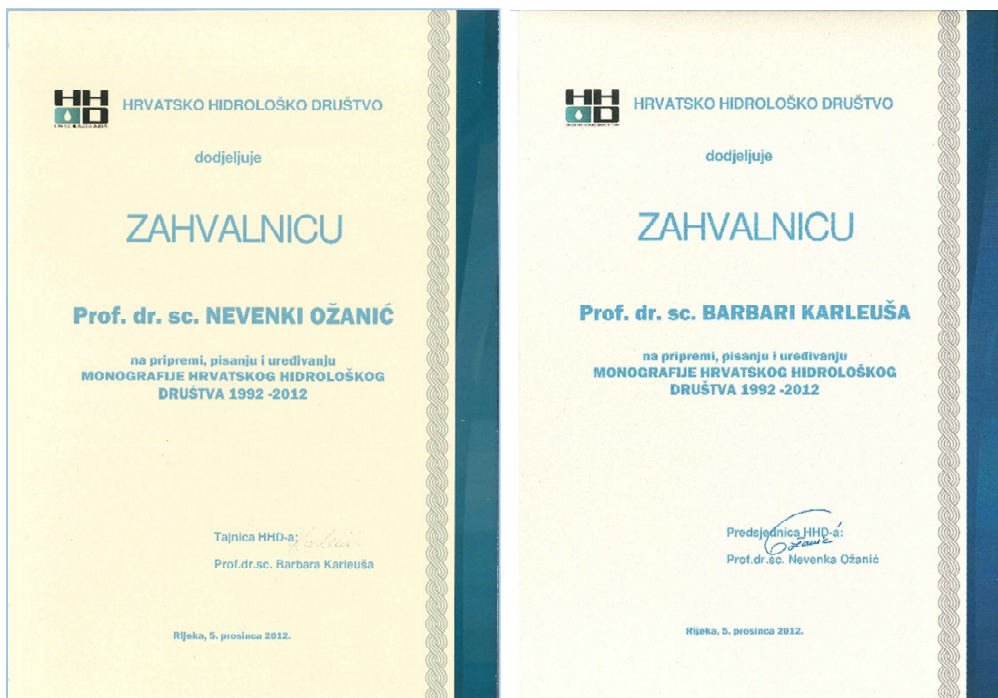 HHD
HRVATSKO HIDROLOŠKO DRUŠTVO
dodjeljuje
ZAHVALNICU
Prof. dr. sc. NEVENKI OŽANIĆ
na pripremi, pisanju i uređivanju
MONOGRAFIJE HRVATSKOG HIDROLOŠKOG
DRUŠTVA 1992 -2012
Tajnica HHD-a:
Prof.dr.sc. Barbara Karleuša
Rijeka, 5. prosinca 2012.
HHD
HRVATSKO HIDROLOŠKO DRUŠTVO
dodjeljuje
ZAHVALNICU
Prof. dr. sc. BARBARI KARLEUŠA
na pripremi, pisanju i uređivanju
MONOGRAFIJE HRVATSKOG HIDROLOŠKOG
DRUŠTVA 1992 -2012
Predsjednica HHD-a:
Ožanić
Prof.dr.sc. Nevenka Ožanić
Rijeka, 5. prosinca 2012.